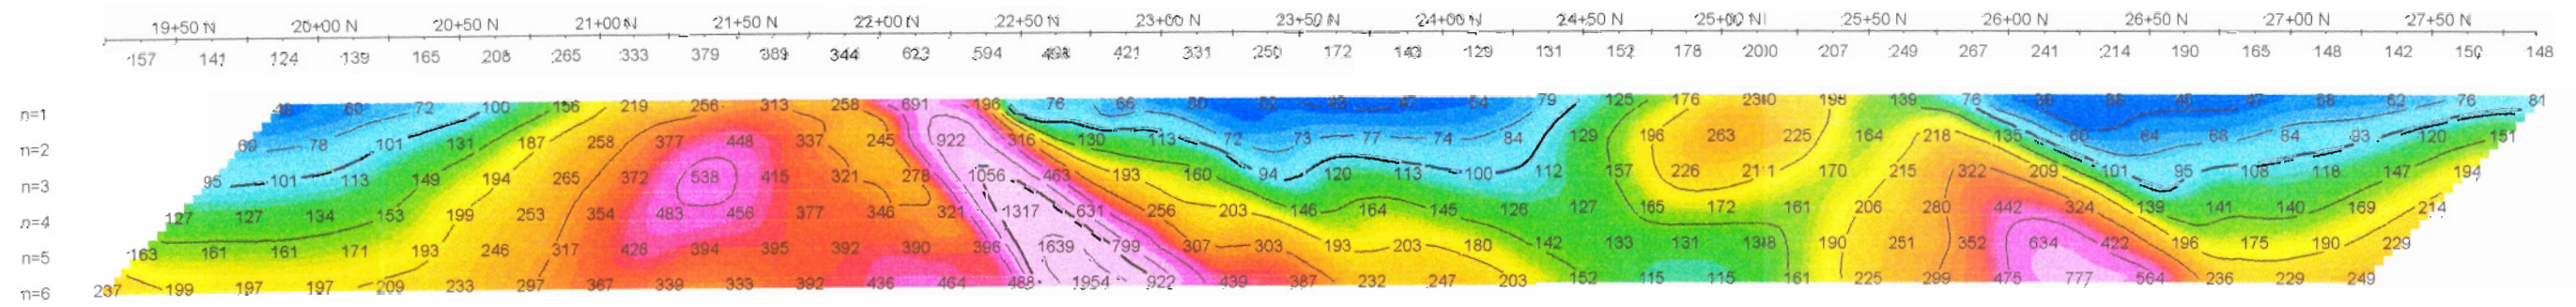 19+50 N 20+00 N 20+50 N 21+00 N 21+50 N 22+00 N 22+50 N 23+00 N 23+50 N 24+00 N 24+50 N 25+00 N 25+50 N 26+00 N 26+50 N 27+00 N 27+50 N
157 141 124 139 165 208 265 333 379 389 344 623 594 421 331 250 172 143 129 131 152 178 200 207 249 267 241 214 190 165 148 142 150 148
n=1 60 72 100 156 219 256 313 258 691 196 76 66 52 47 54 79 125 176 230 198 139 76 47 62 76 81
n=2 69 78 101 131 187 258 377 448 337 245 922 316 130 113 72 73 77 74 84 129 196 263 225 164 218 135 60 64 68 84 93 120 151
n=3 95 101 113 149 194 265 372 538 415 321 278 1056 463 193 160 94 120 113 100 112 157 226 211 170 215 322 209 101 95 108 118 147 194
n=4 127 127 134 153 199 253 354 483 456 377 346 321 1317 631 256 203 146 164 145 126 127 165 172 161 206 280 442 324 139 141 140 169 214
n=5 163 161 161 171 193 246 317 426 394 395 392 390 396 1639 799 307 303 193 203 180 142 133 131 138 190 251 352 634 422 196 175 190 229
n=6 237 199 197 197 209 233 297 367 339 333 392 436 464 488 1954 922 439 387 232 247 203 152 115 115 161 225 299 475 777 564 236 229 249